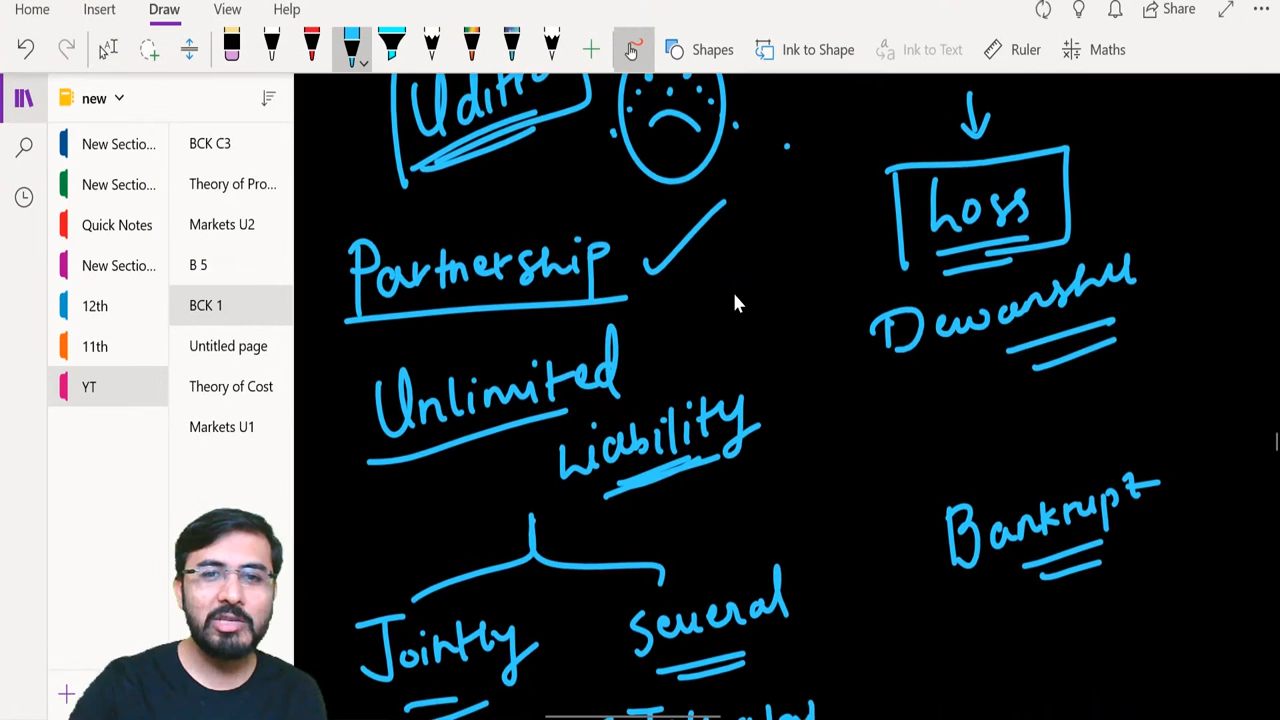 Home Insert Draw View Help
Share
Shapes Ink to Shape Ink to Text Ruler Maths
new
New Sectio...
New Sectio...
Quick Notes
New Sectio...
12th
11th
YT
BCK C3
Theory of Pro...
Markets U2
B 5
BCK 1
Untitled page
Theory of Cost
Markets U1
Loss
Dewanshu
Partnership
Unlimited
Liability
Bankrupt
Jointly
Several